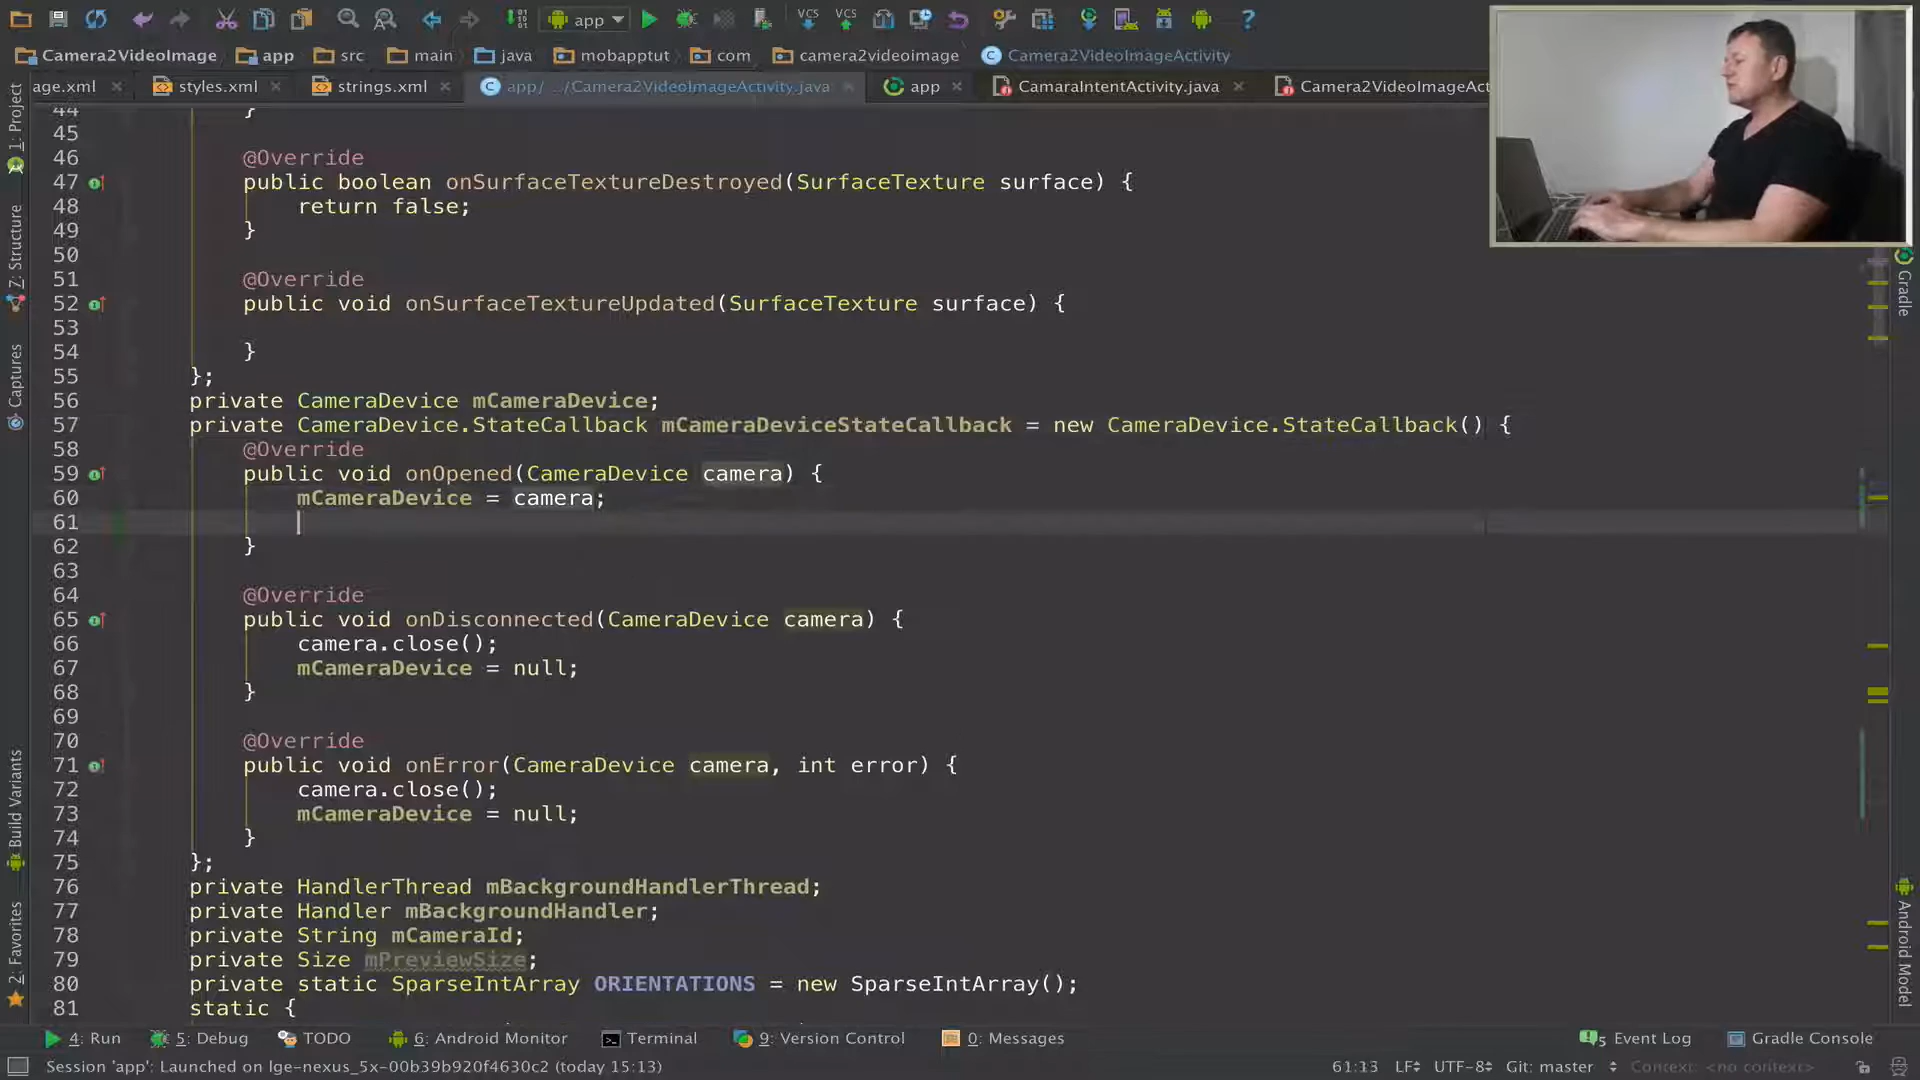 app
Camera2VideoImage app src main java mobapptut com camera2videoimage Camera2VideoImageActivity
age.xml styles.xml strings.xml app/ .../Camera2VideoImageActivity.java app CamaraIntentActivity.java Camera2VideoImageAct
1: Project
7: Structure
Captures
Build Variants
2: Favorites
Gradle
Android Model
44 }
45
46 @Override
47 public boolean onSurfaceTextureDestroyed(SurfaceTexture surface) {
48 return false;
49 }
50
51 @Override
52 public void onSurfaceTextureUpdated(SurfaceTexture surface) {
53
54 }
55 };
56 private CameraDevice mCameraDevice;
57 private CameraDevice.StateCallback mCameraDeviceStateCallback = new CameraDevice.StateCallback() {
58 @Override
59 public void onOpened(CameraDevice camera) {
60 mCameraDevice = camera;
61
62 }
63
64 @Override
65 public void onDisconnected(CameraDevice camera) {
66 camera.close();
67 mCameraDevice = null;
68 }
69
70 @Override
71 public void onError(CameraDevice camera, int error) {
72 camera.close();
73 mCameraDevice = null;
74 }
75 };
76 private HandlerThread mBackgroundHandlerThread;
77 private Handler mBackgroundHandler;
78 private String mCameraId;
79 private Size mPreviewSize;
80 private static SparseIntArray ORIENTATIONS = new SparseIntArray();
81 static {
4: Run 5: Debug TODO 6: Android Monitor Terminal 9: Version Control 0: Messages 5 Event Log Gradle Console
Session 'app': Launched on lge-nexus_5x-00b39b920f4630c2 (today 15:13) 61:13 LF UTF-8 Git: master Context: <no context>